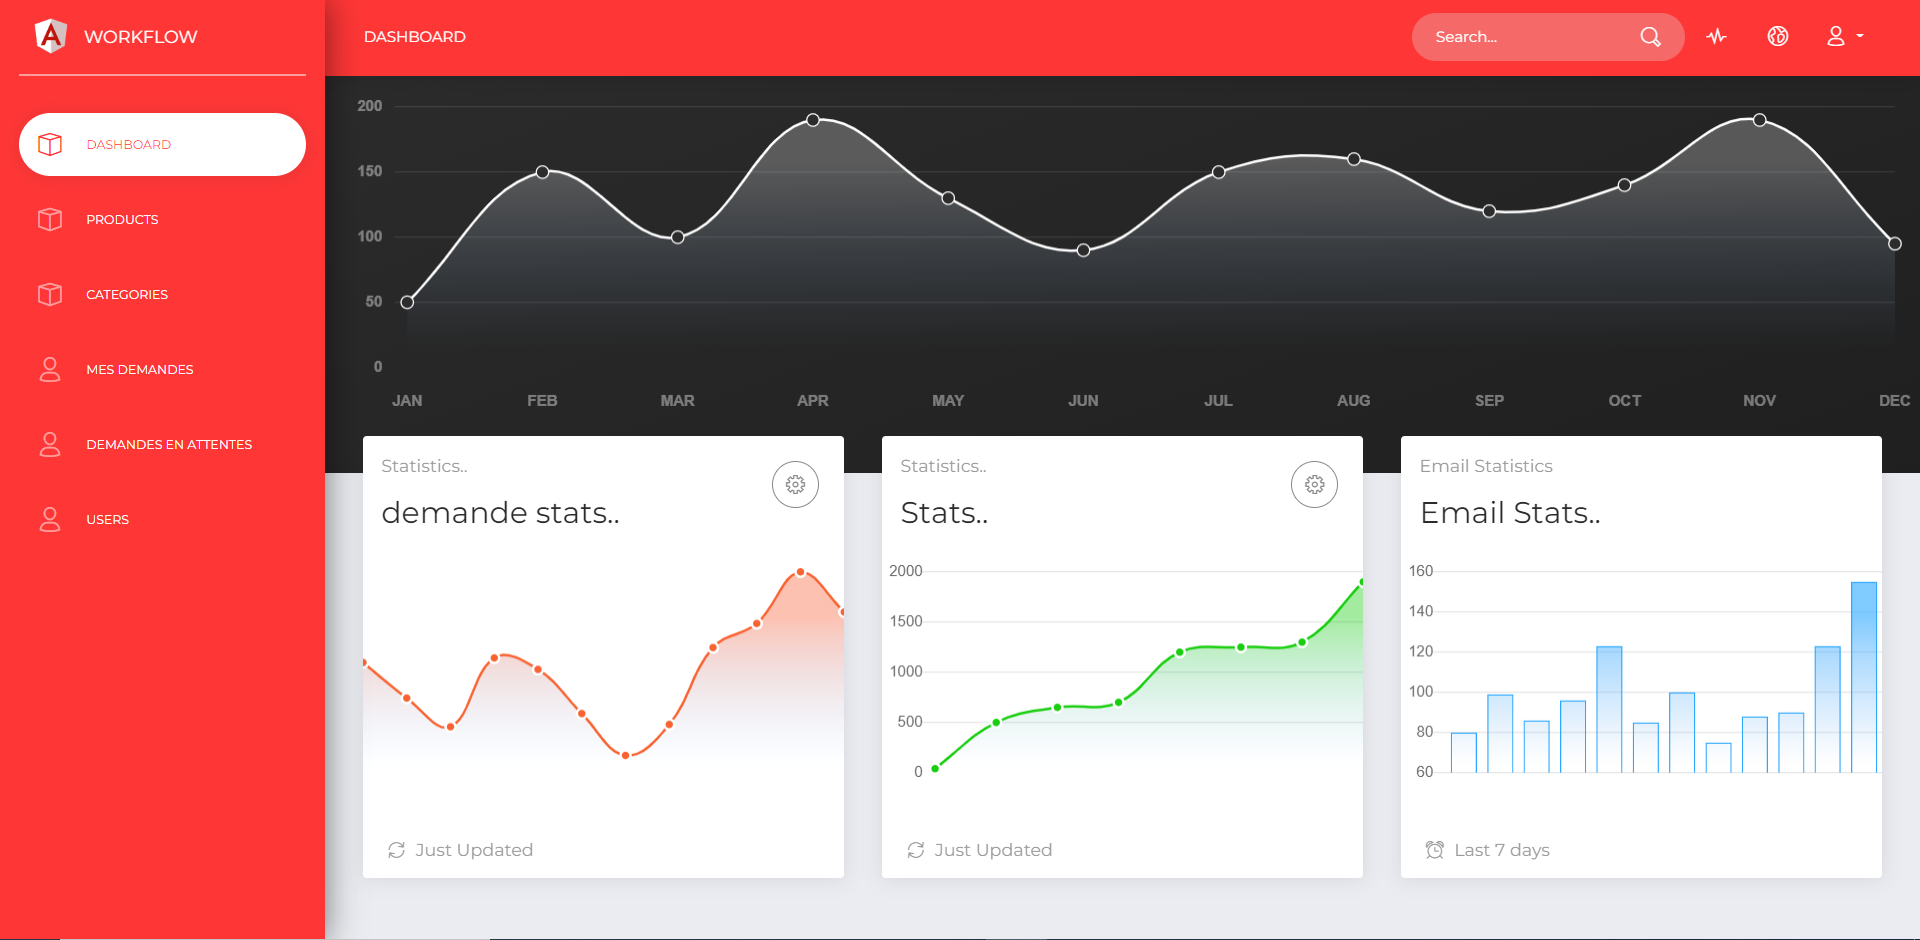 WORKFLOW
DASHBOARD
PRODUCTS
CATEGORIES
MES DEMANDES
DEMANDES EN ATTENTES
USERS
DASHBOARD
Search...
200
150
100
50
0
JAN FEB MAR APR MAY JUN JUL AUG SEP OCT NOV DEC
Statistics..
demande stats..
Just Updated
Statistics..
Stats..
2000
1500
1000
500
0
Just Updated
Email Statistics
Email Stats..
160
140
120
100
80
60
Last 7 days